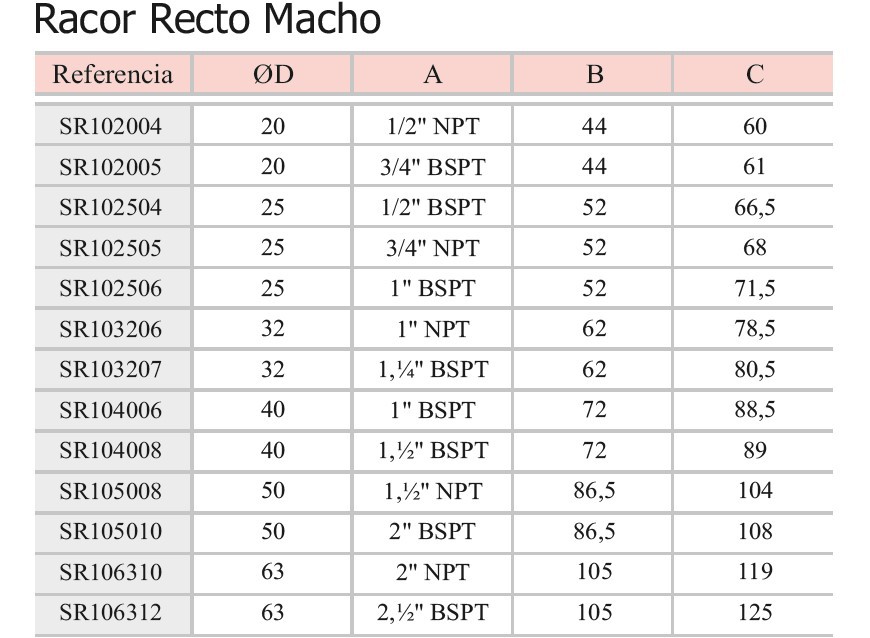 Racor Recto Macho
Referencia ØD A B C
SR102004 20 1/2" NPT 44 60
SR102005 20 3/4" BSPT 44 61
SR102504 25 1/2" BSPT 52 66,5
SR102505 25 3/4" NPT 52 68
SR102506 25 1" BSPT 52 71,5
SR103206 32 1" NPT 62 78,5
SR103207 32 1,¼" BSPT 62 80,5
SR104006 40 1" BSPT 72 88,5
SR104008 40 1,½" BSPT 72 89
SR105008 50 1,½" NPT 86,5 104
SR105010 50 2" BSPT 86,5 108
SR106310 63 2" NPT 105 119
SR106312 63 2,½" BSPT 105 125